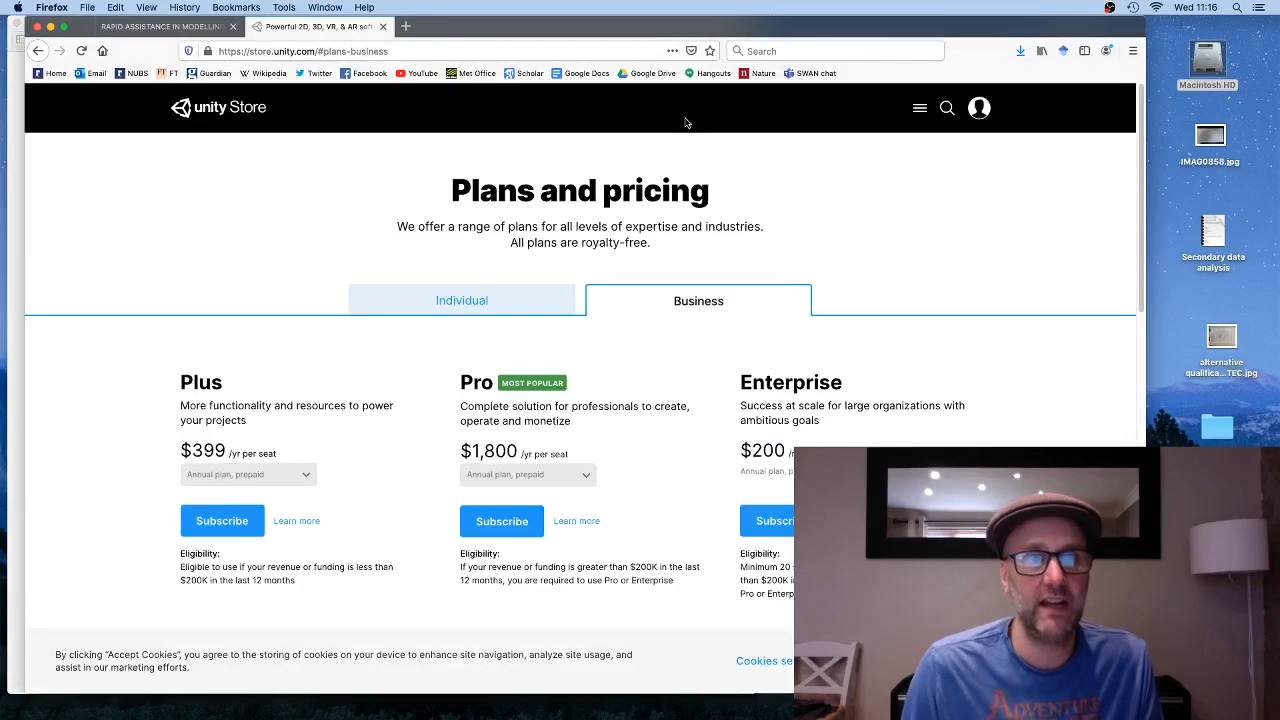 Firefox File Edit View History Bookmarks Tools Window Help Wed 11:16
RAPID ASSISTANCE IN MODELLING Powerful 2D, 3D, VR, & AR soft
https://store.unity.com/#plans-business Search
Home Email NUBS FT Guardian Wikipedia Twitter Facebook YouTube Met Office Scholar Google Docs Google Drive Hangouts Nature SWAN chat
unity Store
Macintosh HD
IMAG0858.jpg
Plans and pricing
We offer a range of plans for all levels of expertise and industries.
All plans are royalty-free.
Secondary data
analysis
Individual Business
alternative
qualifica...TEC.jpg
Plus Pro MOST POPULAR Enterprise
More functionality and resources to power Complete solution for professionals to create, Success at scale for large organizations with
your projects operate and monetize ambitious goals
$399 /yr per seat $1,800 /yr per seat $200
Annual plan, prepaid Annual plan, prepaid Annual plan, p
Subscribe Learn more Subscribe Learn more Subscri
Eligibility: Eligibility: Eligibility:
Eligible to use if your revenue or funding is less than If your revenue or funding is greater than $200K in the last Minimum 20 s
$200K in the last 12 months 12 months, you are required to use Pro or Enterprise than $200K i
Pro or Enterp
By clicking “Accept Cookies”, you agree to the storing of cookies on your device to enhance site navigation, analyze site usage, and
assist in our marketing efforts.
Cookies se
ADVENTURE